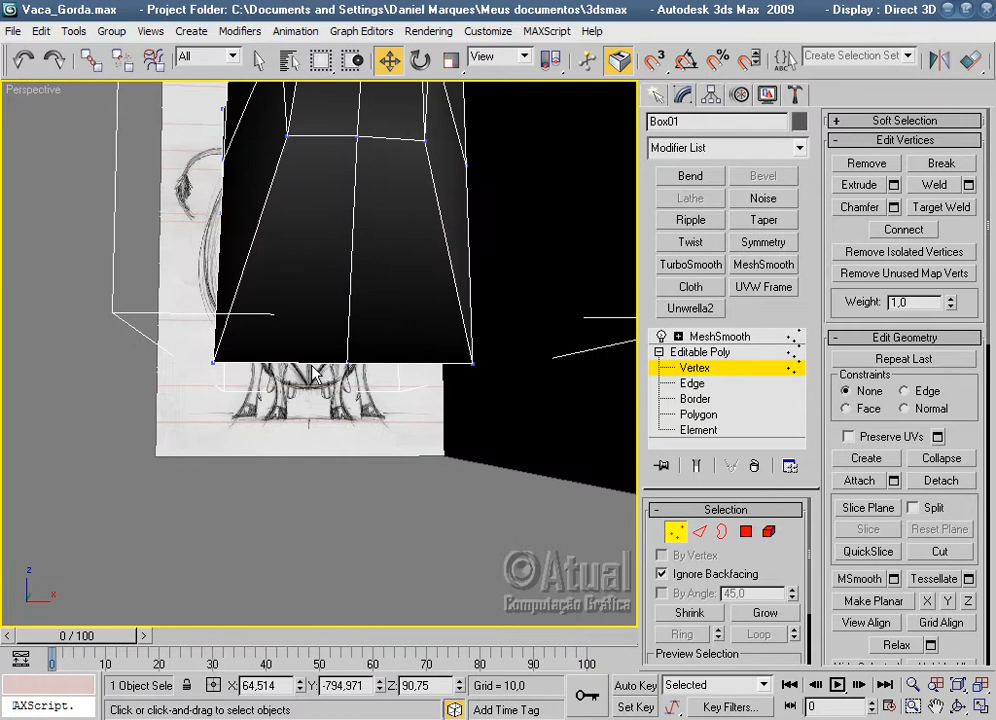 Vaca_Gorda.max - Project Folder: C:\Documents and Settings\Daniel Marques\Meus documentos\3dsmax - Autodesk 3ds Max 2009 - Display : Direct 3D
File Edit Tools Group Views Create Modifiers Animation Graph Editors Rendering Customize MAXScript Help
All View Create Selection Set
Perspective
Box01
Modifier List
Bend Bevel
Lathe Noise
Ripple Taper
Twist Symmetry
TurboSmooth MeshSmooth
Cloth UVW Frame
Unwrella2
MeshSmooth
Editable Poly
Vertex
Edge
Border
Polygon
Element
Selection
By Vertex
Ignore Backfacing
By Angle: 45,0
Shrink Grow
Ring Loop
Preview Selection
Soft Selection
Edit Vertices
Remove Break
Extrude Weld
Chamfer Target Weld
Connect
Remove Isolated Vertices
Remove Unused Map Verts
Weight: 1,0
Edit Geometry
Repeat Last
Constraints
None Edge
Face Normal
Preserve UVs
Create Collapse
Attach Detach
Slice Plane Split
Slice Reset Plane
QuickSlice Cut
MSmooth Tessellate
Make Planar X Y Z
View Align Grid Align
Relax
©Atual
Computação Gráfica
z
x
0 / 100
0 10 20 30 40 50 60 70 80 90 100
1 Object Sele X: 64,514 Y: -794,971 Z: 90,75 Grid = 10,0 Auto Key Selected
AXScript. Click or click-and-drag to select objects Add Time Tag Set Key Key Filters... 0